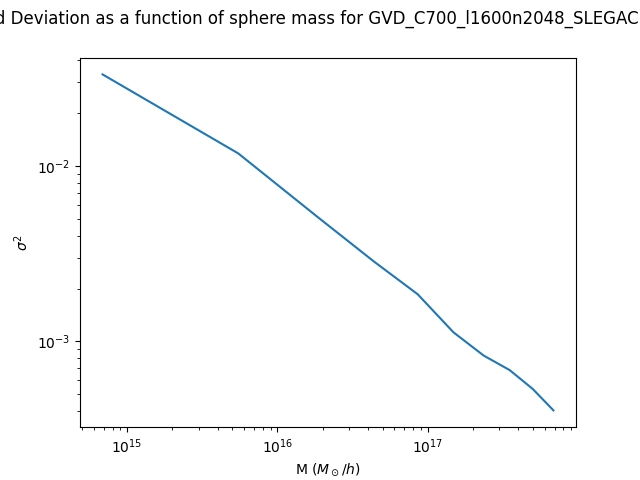 d Deviation as a function of sphere mass for GVD_C700_l1600n2048_SLEGAC
10⁻²
σ²
10⁻³
10¹⁵ 10¹⁶ 10¹⁷
M (M⊙/h)